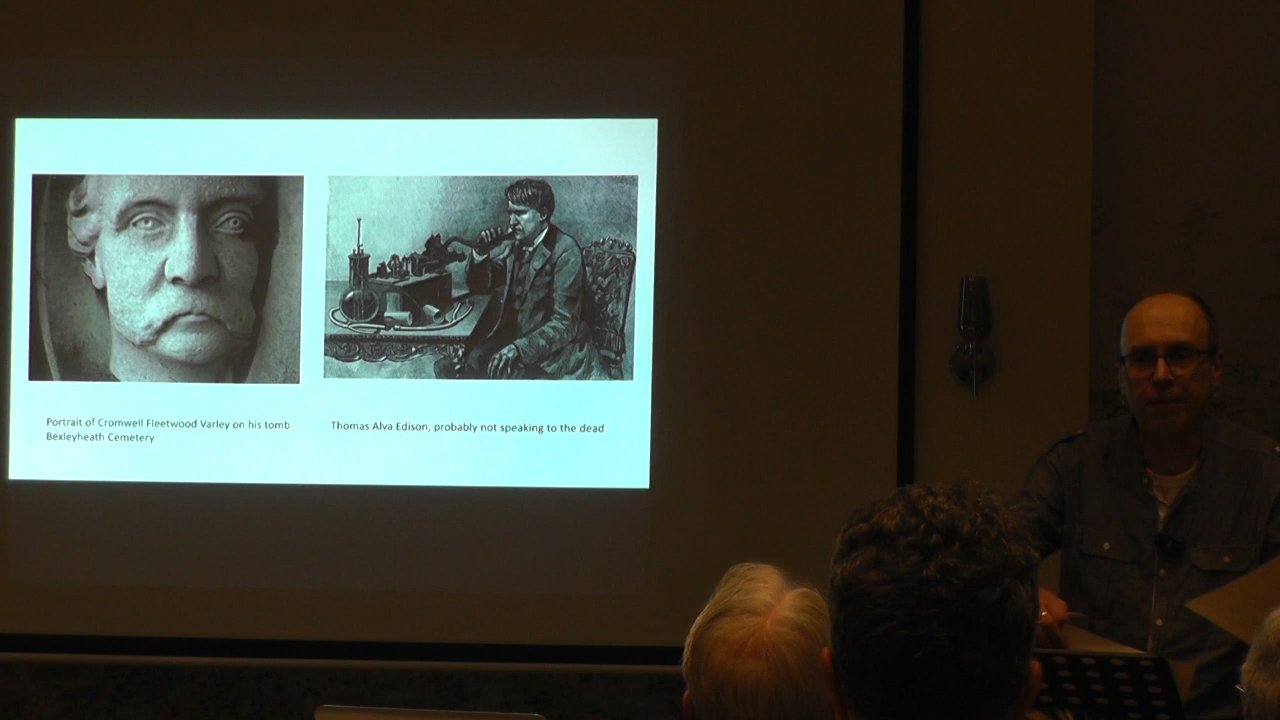 Portrait of Cromwell Fleetwood Varley on his tomb
Bexleyheath Cemetery
Thomas Alva Edison, probably not speaking to the dead